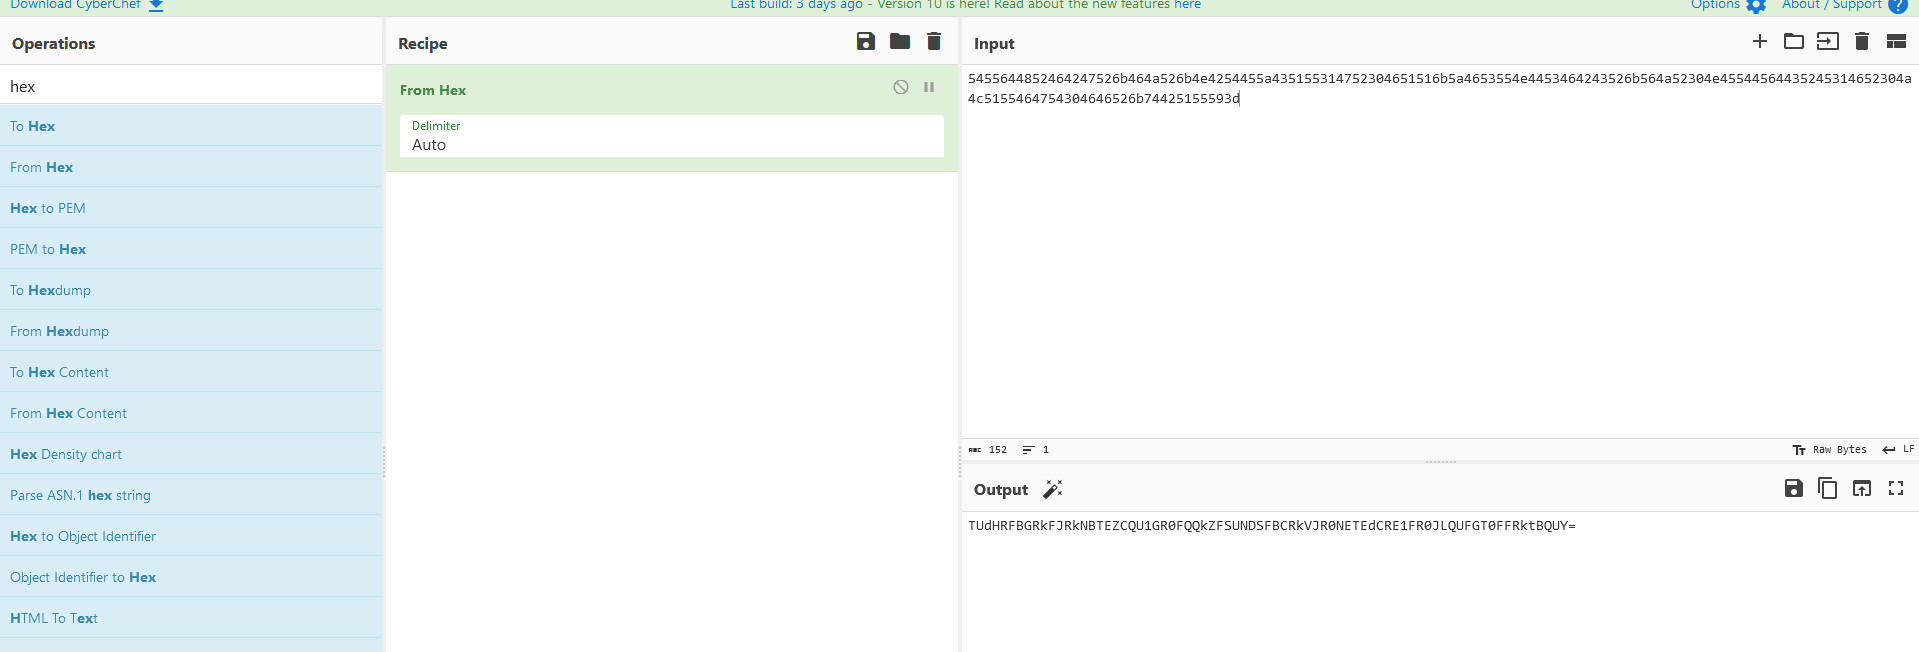 Download CyberChef
Last build: 3 days ago - Version 10 is here! Read about the new features here
Options
About / Support
Operations
hex
To Hex
From Hex
Hex to PEM
PEM to Hex
To Hexdump
From Hexdump
To Hex Content
From Hex Content
Hex Density chart
Parse ASN.1 hex string
Hex to Object Identifier
Object Identifier to Hex
HTML To Text
Recipe
From Hex
Delimiter
Auto
Input
5455644852464247526b464a526b4e4254455a435155314752304651516b5a4653554e4453464243526b564a52304e45544564435245314652304a
4c5155464754304646526b74425155593d
ABC 152 1
Tт Raw Bytes LF
Output
TUdHRFBGRkFJRkNBTEZCQU1GR0FQQkZFSUNDSFBCRkVJR0NETEdCRE1FR0JLQUFGT0FFRktBQUY=